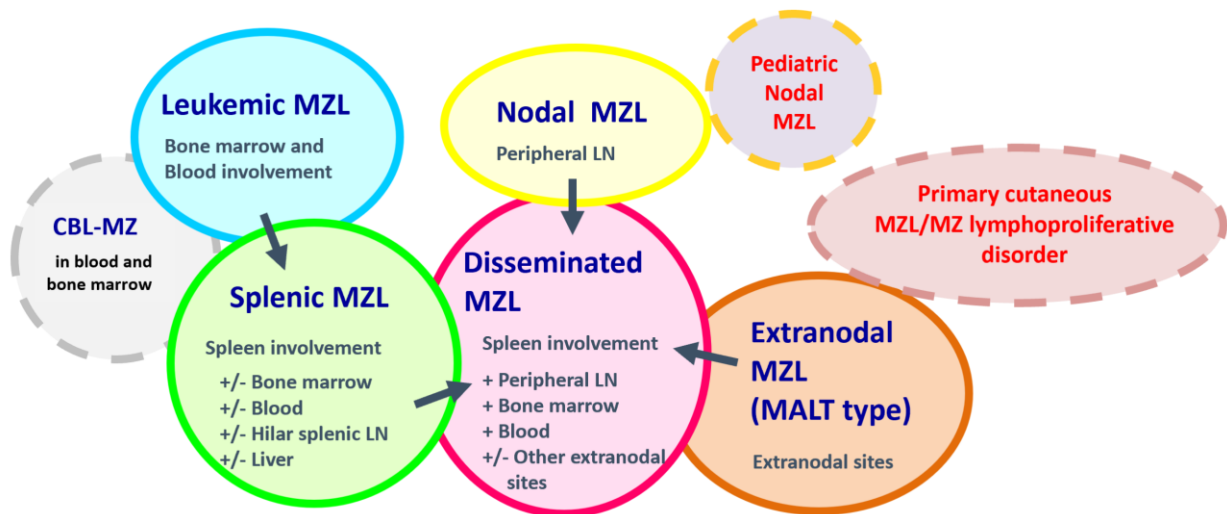 Leukemic MZL
Bone marrow and
Blood involvement
Nodal MZL
Peripheral LN
Pediatric
Nodal
MZL
CBL-MZ
in blood and
bone marrow
Primary cutaneous
MZL/MZ lymphoproliferative
disorder
Splenic MZL
Spleen involvement
+/- Bone marrow
+/- Blood
+/- Hilar splenic LN
+/- Liver
Disseminated
MZL
Spleen involvement
+ Peripheral LN
+ Bone marrow
+ Blood
+/- Other extranodal
sites
Extranodal
MZL
(MALT type)
Extranodal sites